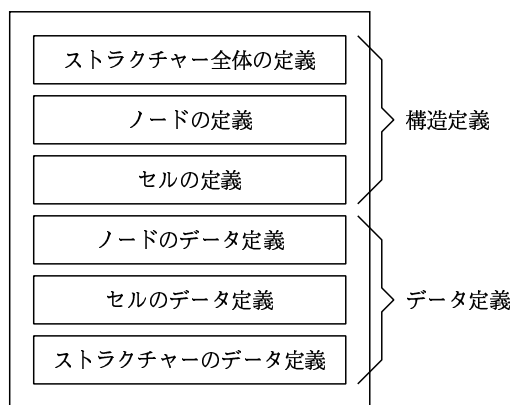 ストラクチャー全体の定義
ノードの定義
セルの定義
構造定義
ノードのデータ定義
セルのデータ定義
ストラクチャーのデータ定義
データ定義